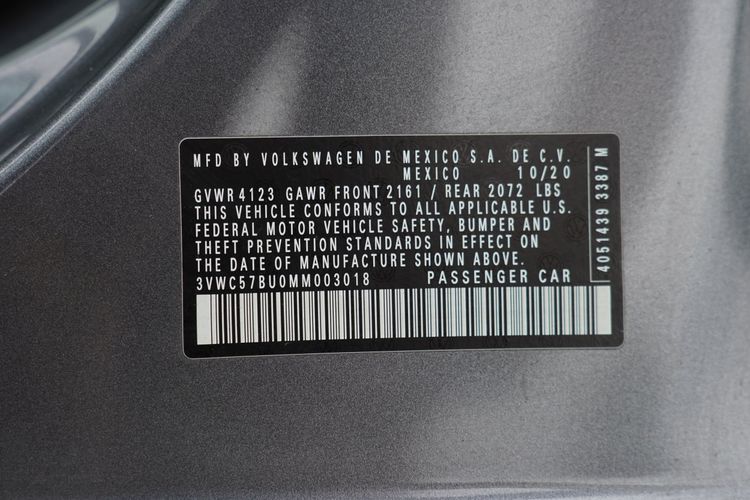 MFD BY VOLKSWAGEN DE MEXICO S.A. DE C.V.
MEXICO 10/20
GVWR 4123 GAWR FRONT 2161 / REAR 2072 LBS
THIS VEHICLE CONFORMS TO ALL APPLICABLE U.S.
FEDERAL MOTOR VEHICLE SAFETY, BUMPER AND
THEFT PREVENTION STANDARDS IN EFFECT ON
THE DATE OF MANUFACTURE SHOWN ABOVE.
3VWC57BU0MM003018 PASSENGER CAR
4051439 3387 M